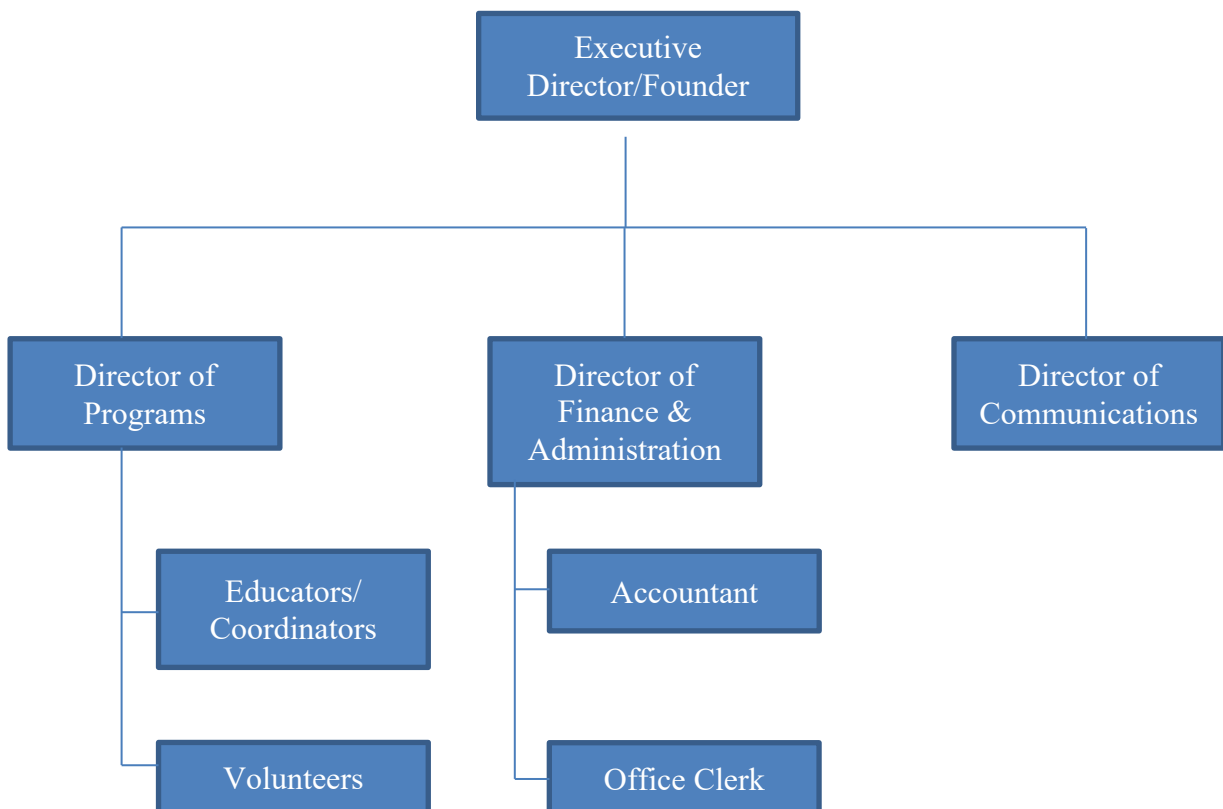 Executive
Director/Founder
Director of
Programs
Director of
Finance &
Administration
Director of
Communications
Educators/
Coordinators
Accountant
Volunteers
Office Clerk